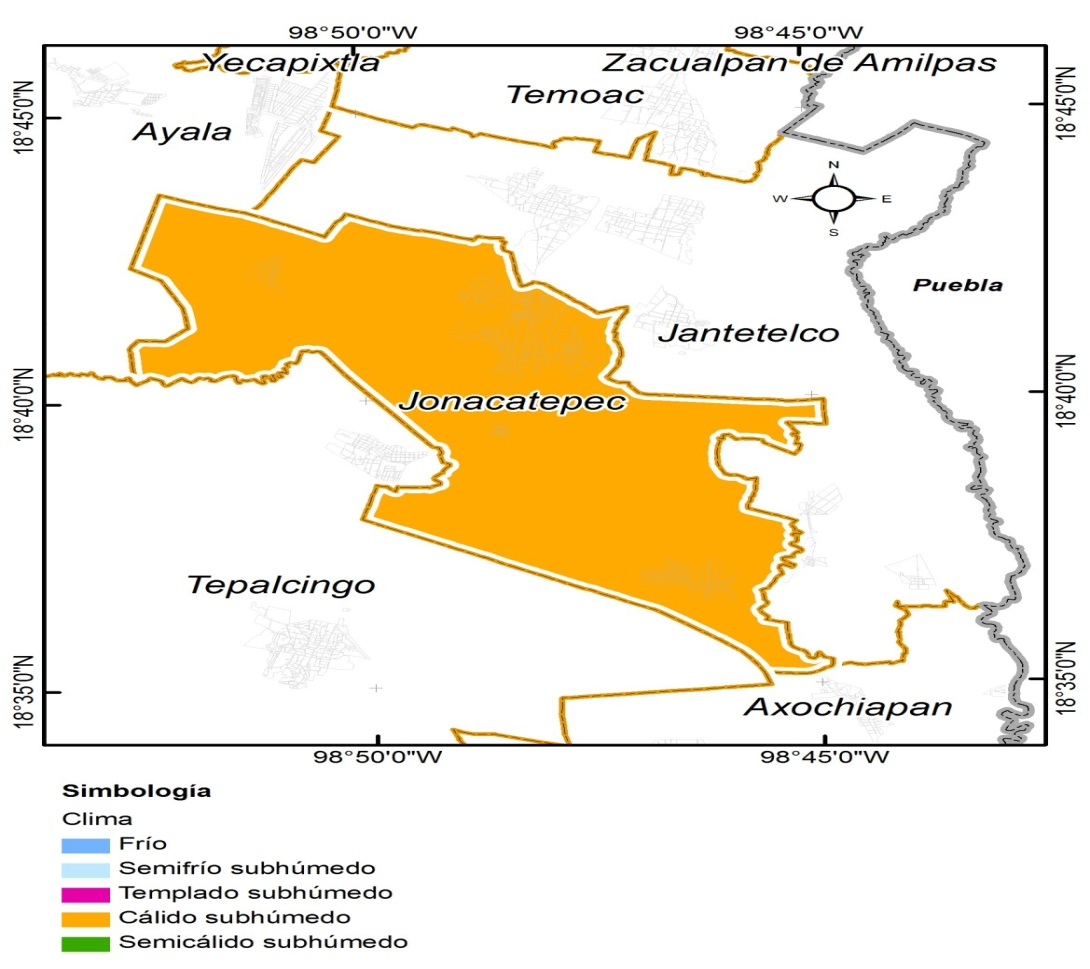 98°50'0"W
98°45'0"W
Yecapixtla
Zacualpan de Amilpas
Temoac
Ayala
18°45'0"N
18°45'0"N
N
W
E
S
Puebla
Jantetelco
Jonacatepec
18°40'0"N
18°40'0"N
Tepalcingo
18°35'0"N
18°35'0"N
Axochiapan
98°50'0"W
98°45'0"W
Simbología
Clima
Frío
Semifrío subhúmedo
Templado subhúmedo
Cálido subhúmedo
Semicálido subhúmedo